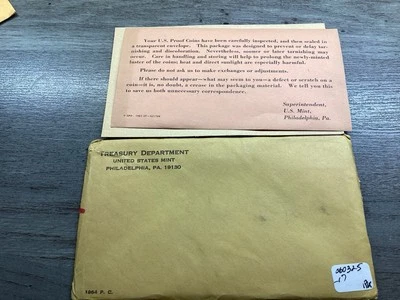 Your U.S. Proof Coins have been carefully inspected, and then sealed in
a transparent envelope. This package was designed to prevent or delay tar-
nishing and discoloration. Nevertheless, sooner or later tarnishing may
occur. Care in handling and storing will help to prolong the newly-minted
luster of the coins; heat and direct sunlight are especially harmful.
Please do not ask us to make exchanges or adjustments.
If there should appear—what may seem to you—a defect or scratch on a
coin—it is, no doubt, a crease in the packaging material. We tell you this
to save us both unnecessary correspondence.
Superintendent,
U.S. Mint,
Philadelphia, Pa.
TREASURY DEPARTMENT
UNITED STATES MINT
PHILADELPHIA, PA. 19130
1964 P. C.
060325
-17